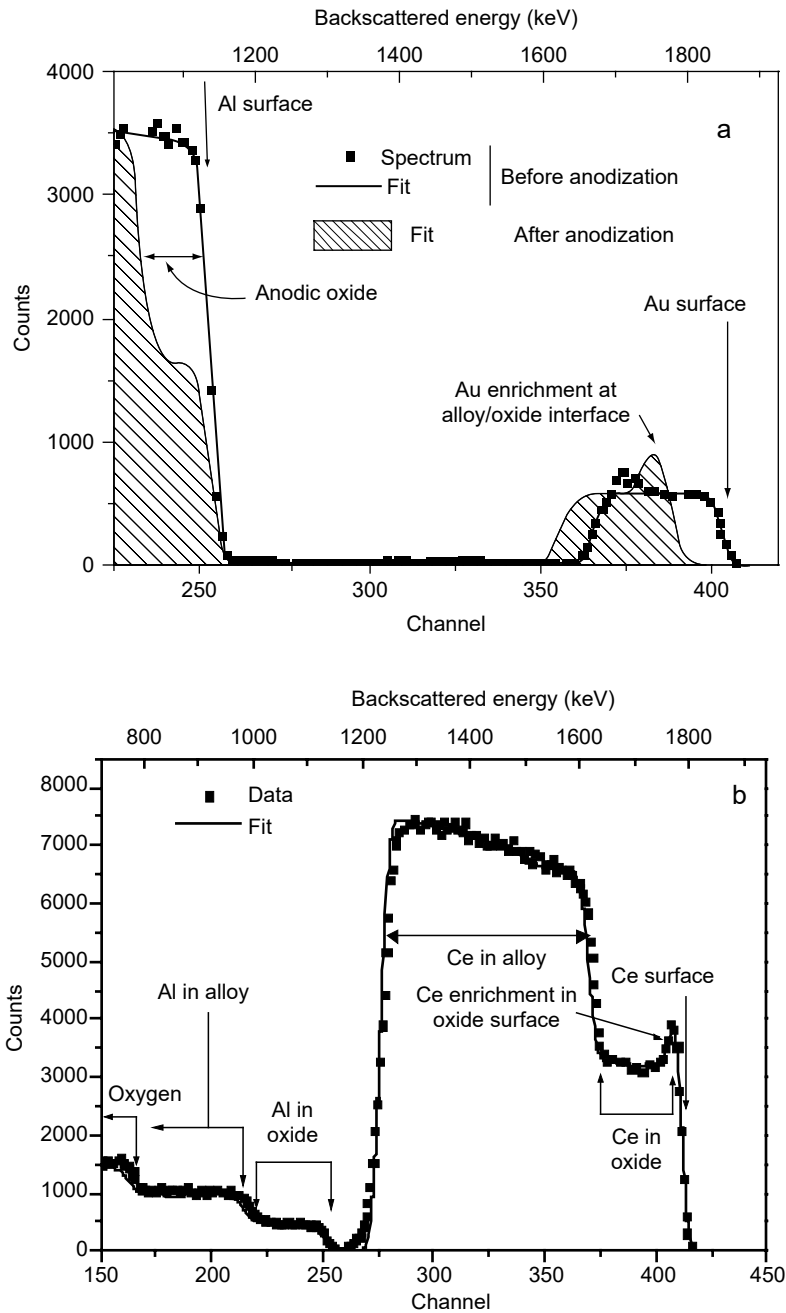 Backscattered energy (keV)
1200 1400 1600 1800
4000
Al surface
a
Spectrum
Fit
Before anodization
3000
Fit After anodization
Anodic oxide
Au surface
2000
Counts
Au enrichment at
alloy/oxide interface
1000
0
250 300 350 400
Channel
Backscattered energy (keV)
800 1000 1200 1400 1600 1800
8000
Data
b
Fit
7000
6000
5000
Ce in alloy
Ce surface
Al in alloy
Ce enrichment in
oxide surface
4000
Counts
3000
Oxygen
Al in
oxide
Ce in
oxide
2000
1000
0
150 200 250 300 350 400 450
Channel